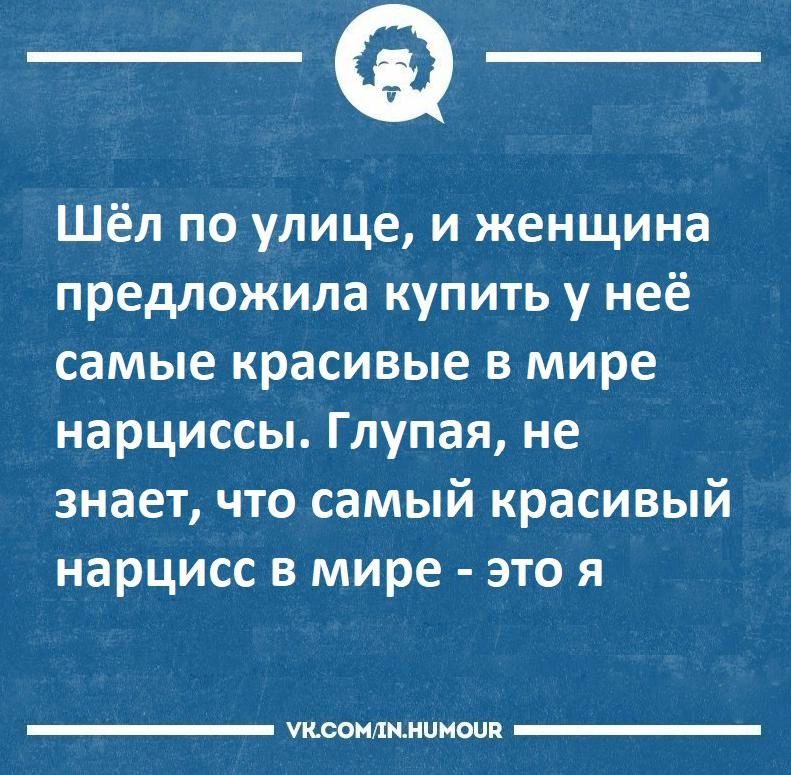 Шёл по улице, и женщина
предложила купить у неё
самые красивые в мире
нарциссы. Глупая, не
знает, что самый красивый
нарцисс в мире - это я
VK.COM/IN.HUMOUR